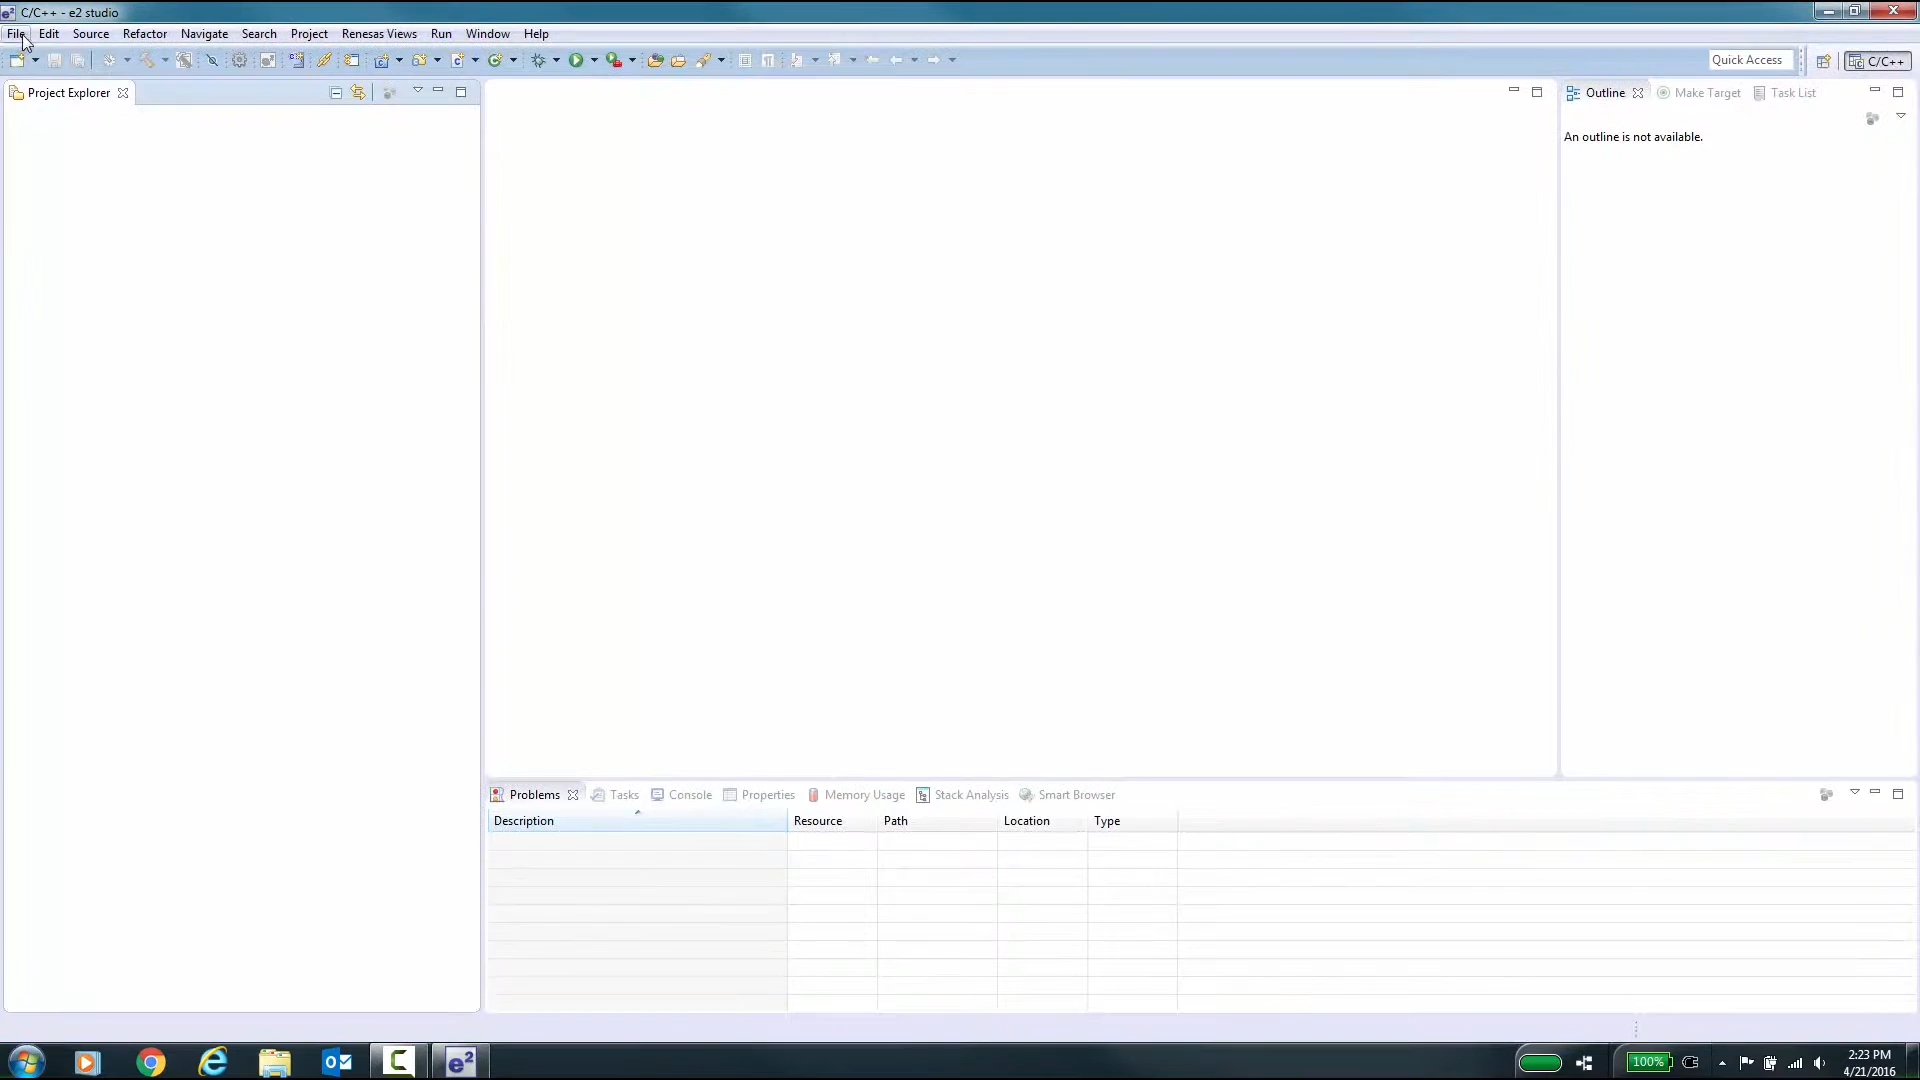 C/C++ - e2 studio
File Edit Source Refactor Navigate Search Project Renesas Views Run Window Help
Quick Access C/C++
Project Explorer
Outline Make Target Task List
An outline is not available.
Problems Tasks Console Properties Memory Usage Stack Analysis Smart Browser
Description Resource Path Location Type
100%
2:23 PM
4/21/2016